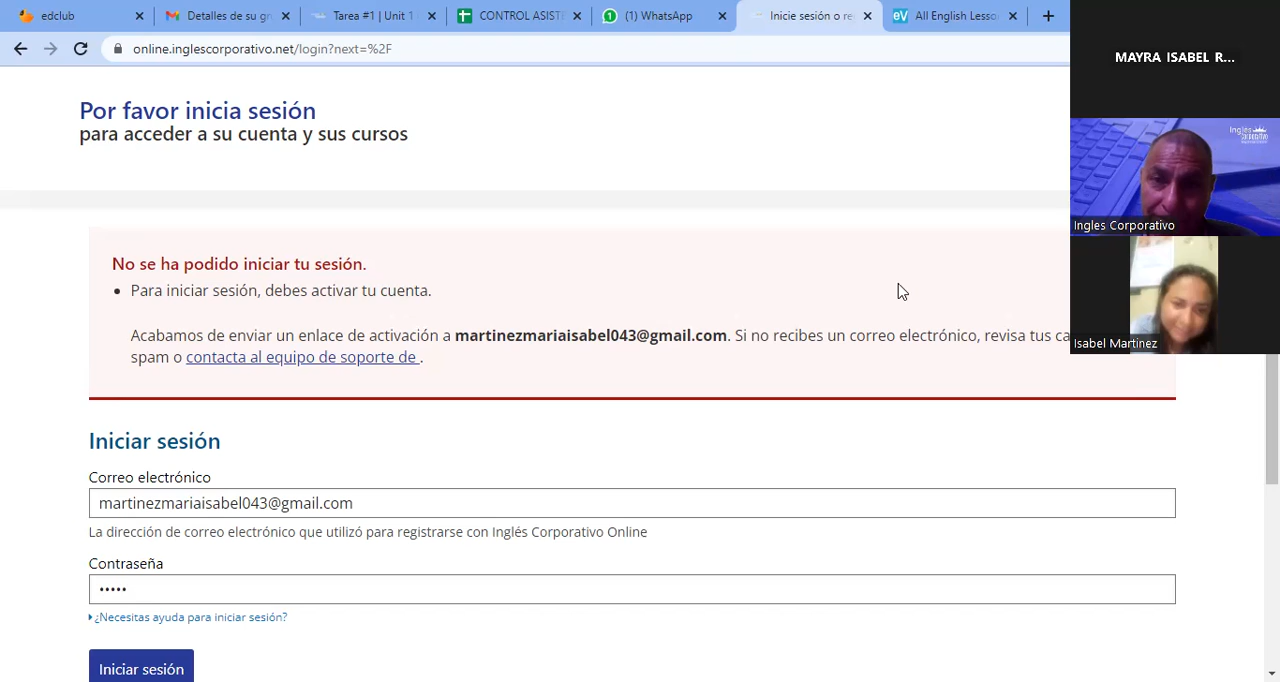 edclub
Detalles de su gr
Tarea #1 | Unit 1
CONTROL ASIST
(1) WhatsApp
Inicie sesión o re
All English Lesso
online.inglescorporativo.net/login?next=%2F
MAYRA ISABEL R...
Por favor inicia sesión
para acceder a su cuenta y sus cursos
Ingles Corporativo
No se ha podido iniciar tu sesión.
Para iniciar sesión, debes activar tu cuenta.
Acabamos de enviar un enlace de activación a martinezmariaisabel043@gmail.com. Si no recibes un correo electrónico, revisa tus ca
spam o contacta al equipo de soporte de .
Isabel Martinez
Iniciar sesión
Correo electrónico
martinezmariaisabel043@gmail.com
La dirección de correo electrónico que utilizó para registrarse con Inglés Corporativo Online
Contraseña
•••••
¿Necesitas ayuda para iniciar sesión?
Iniciar sesión